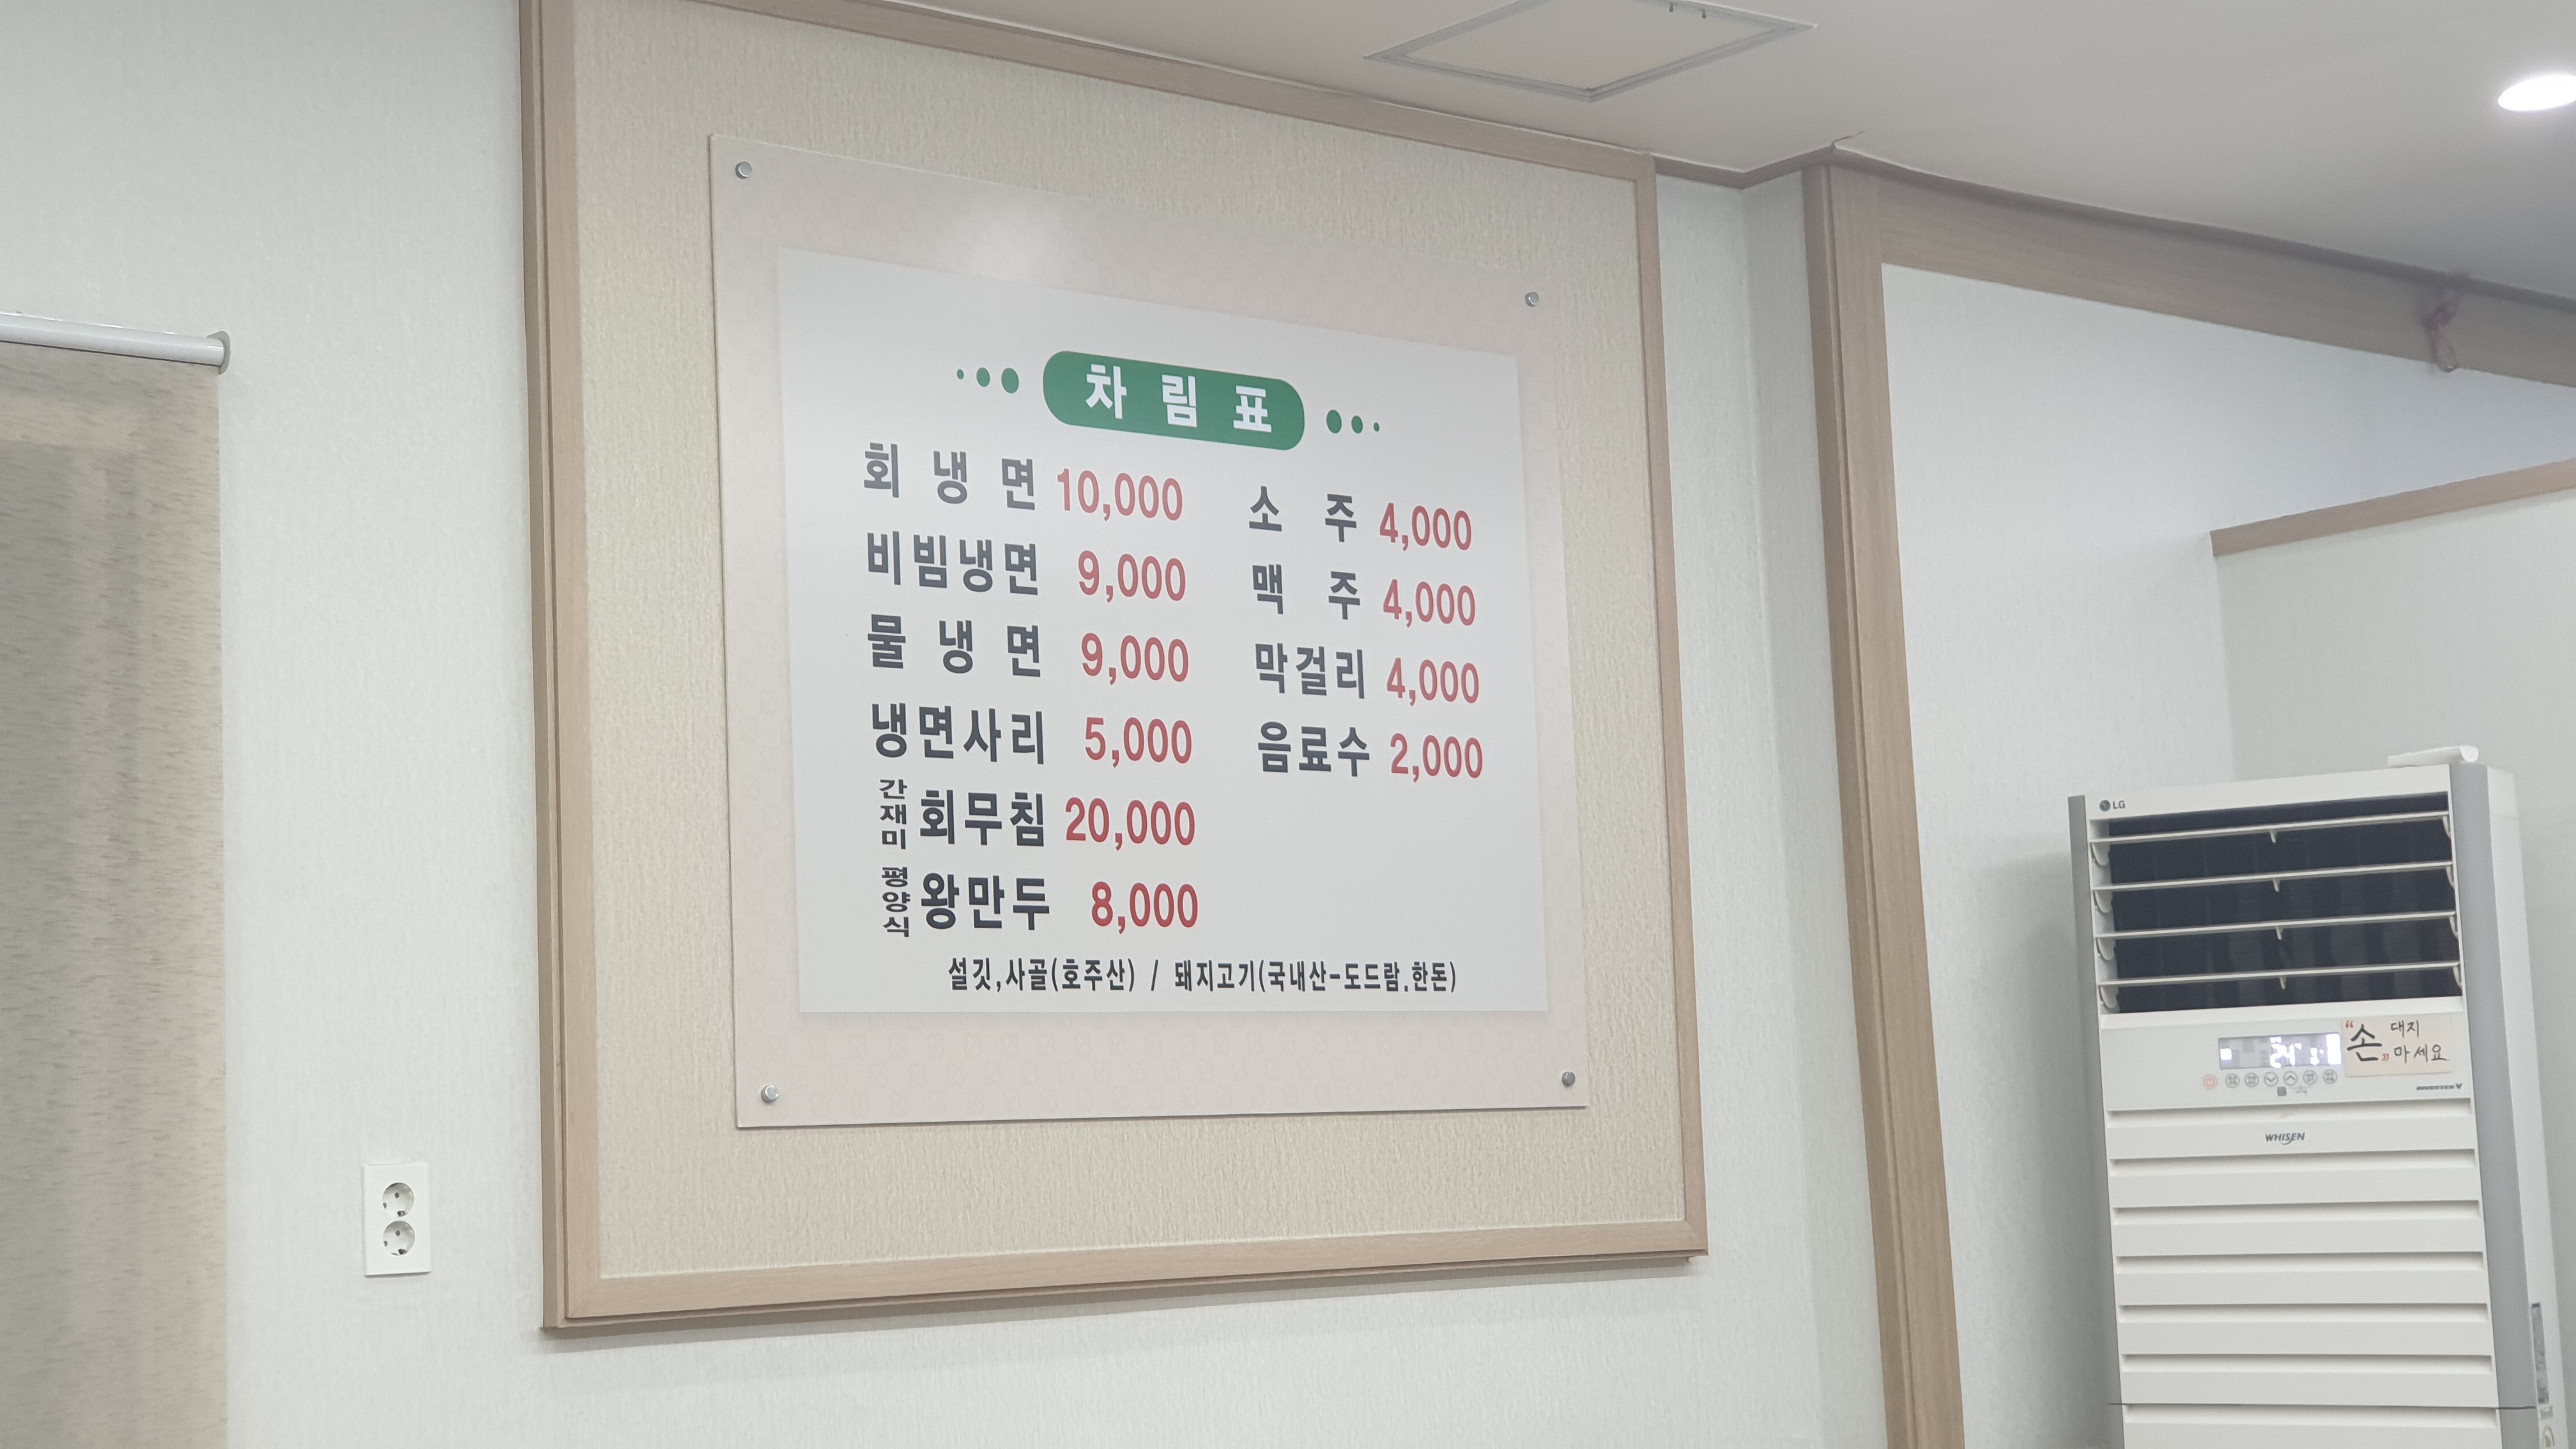 차림표
회냉면 10,000
비빔냉면 9,000
물냉면 9,000
냉면사리 5,000
간재미 회무침 20,000
평양식 왕만두 8,000
소주 4,000
맥주 4,000
막걸리 4,000
음료수 2,000
설깃,사골(호주산) / 돼지고기(국내산-도드람.한돈)
LG
"손" 대지
마세요
WHISEN